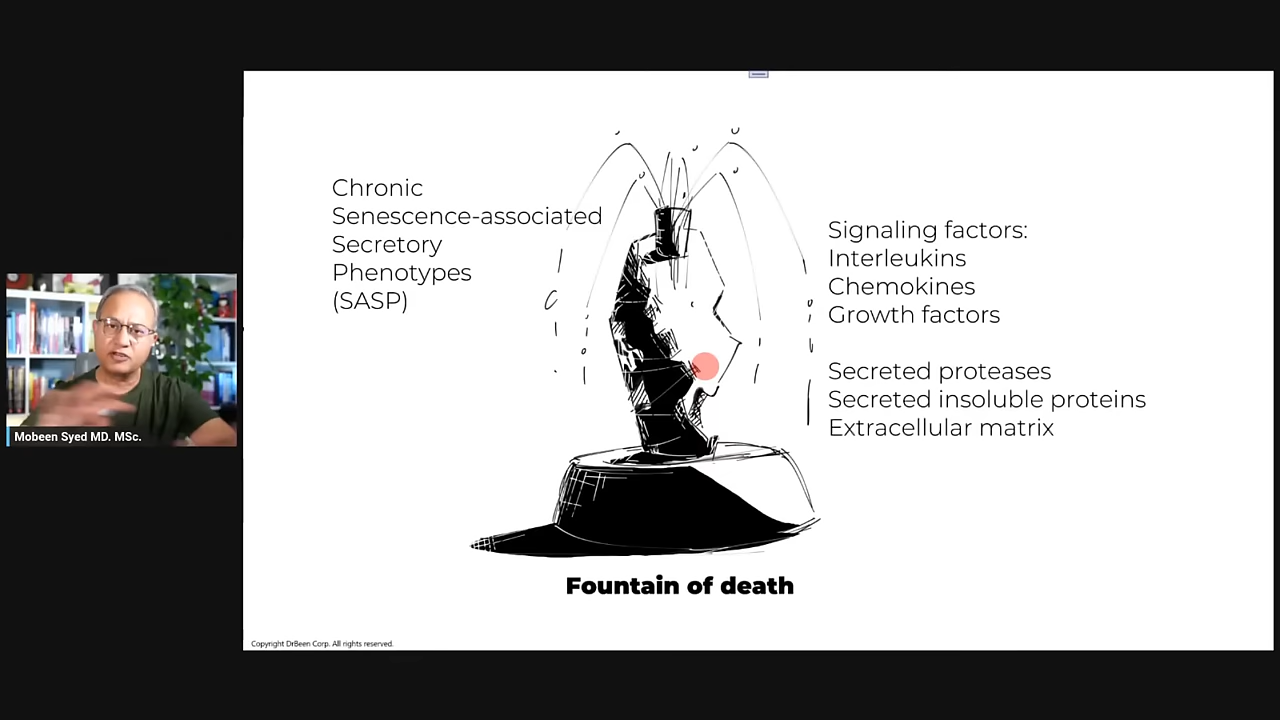 Chronic
Senescence-associated
Secretory
Phenotypes
(SASP)
Signaling factors:
Interleukins
Chemokines
Growth factors
Secreted proteases
Secreted insoluble proteins
Extracellular matrix
Mobeen Syed MD. MSc.
Fountain of death
Copyright DrBeen Corp. All rights reserved.